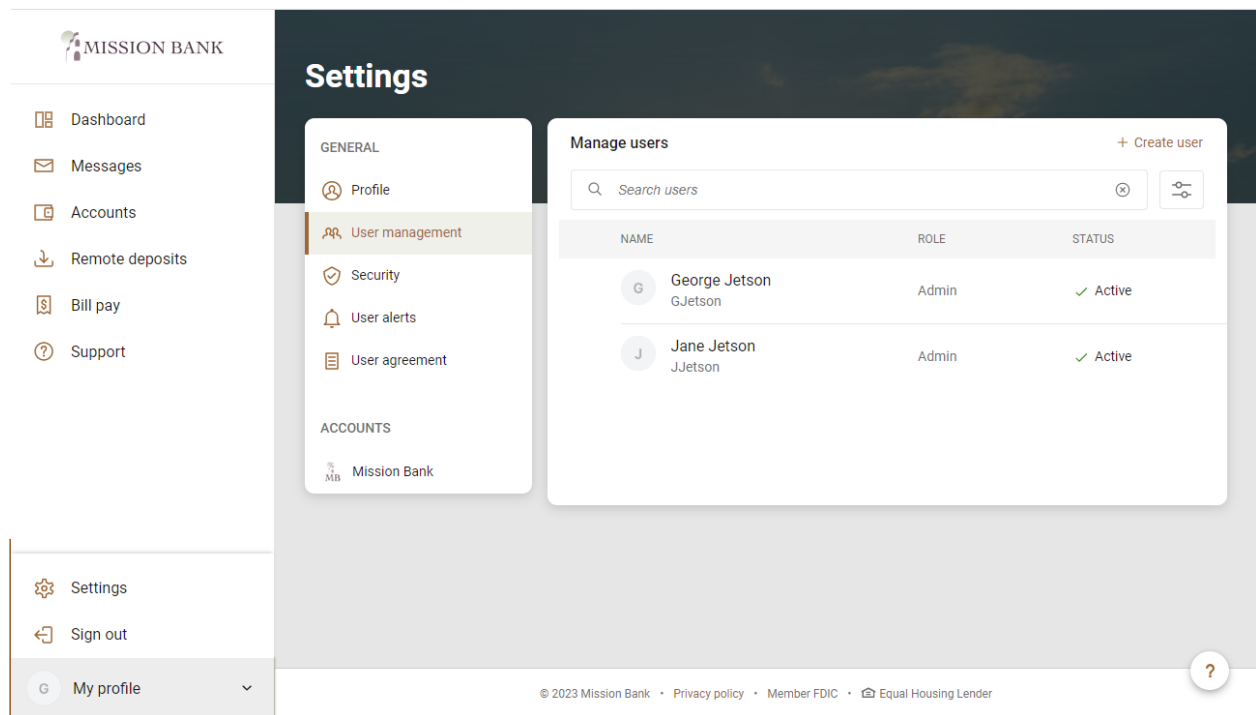 MISSION BANK
Dashboard
Messages
Accounts
Remote deposits
Bill pay
Support
Settings
Sign out
G
My profile
Settings
GENERAL
Profile
User management
Security
User alerts
User agreement
ACCOUNTS
MB
Mission Bank
Manage users
+ Create user
Search users
NAME ROLE STATUS
G
George Jetson
GJetson
Admin
Active
J
Jane Jetson
JJetson
Admin
Active
?
© 2023 Mission Bank • Privacy policy • Member FDIC • Equal Housing Lender